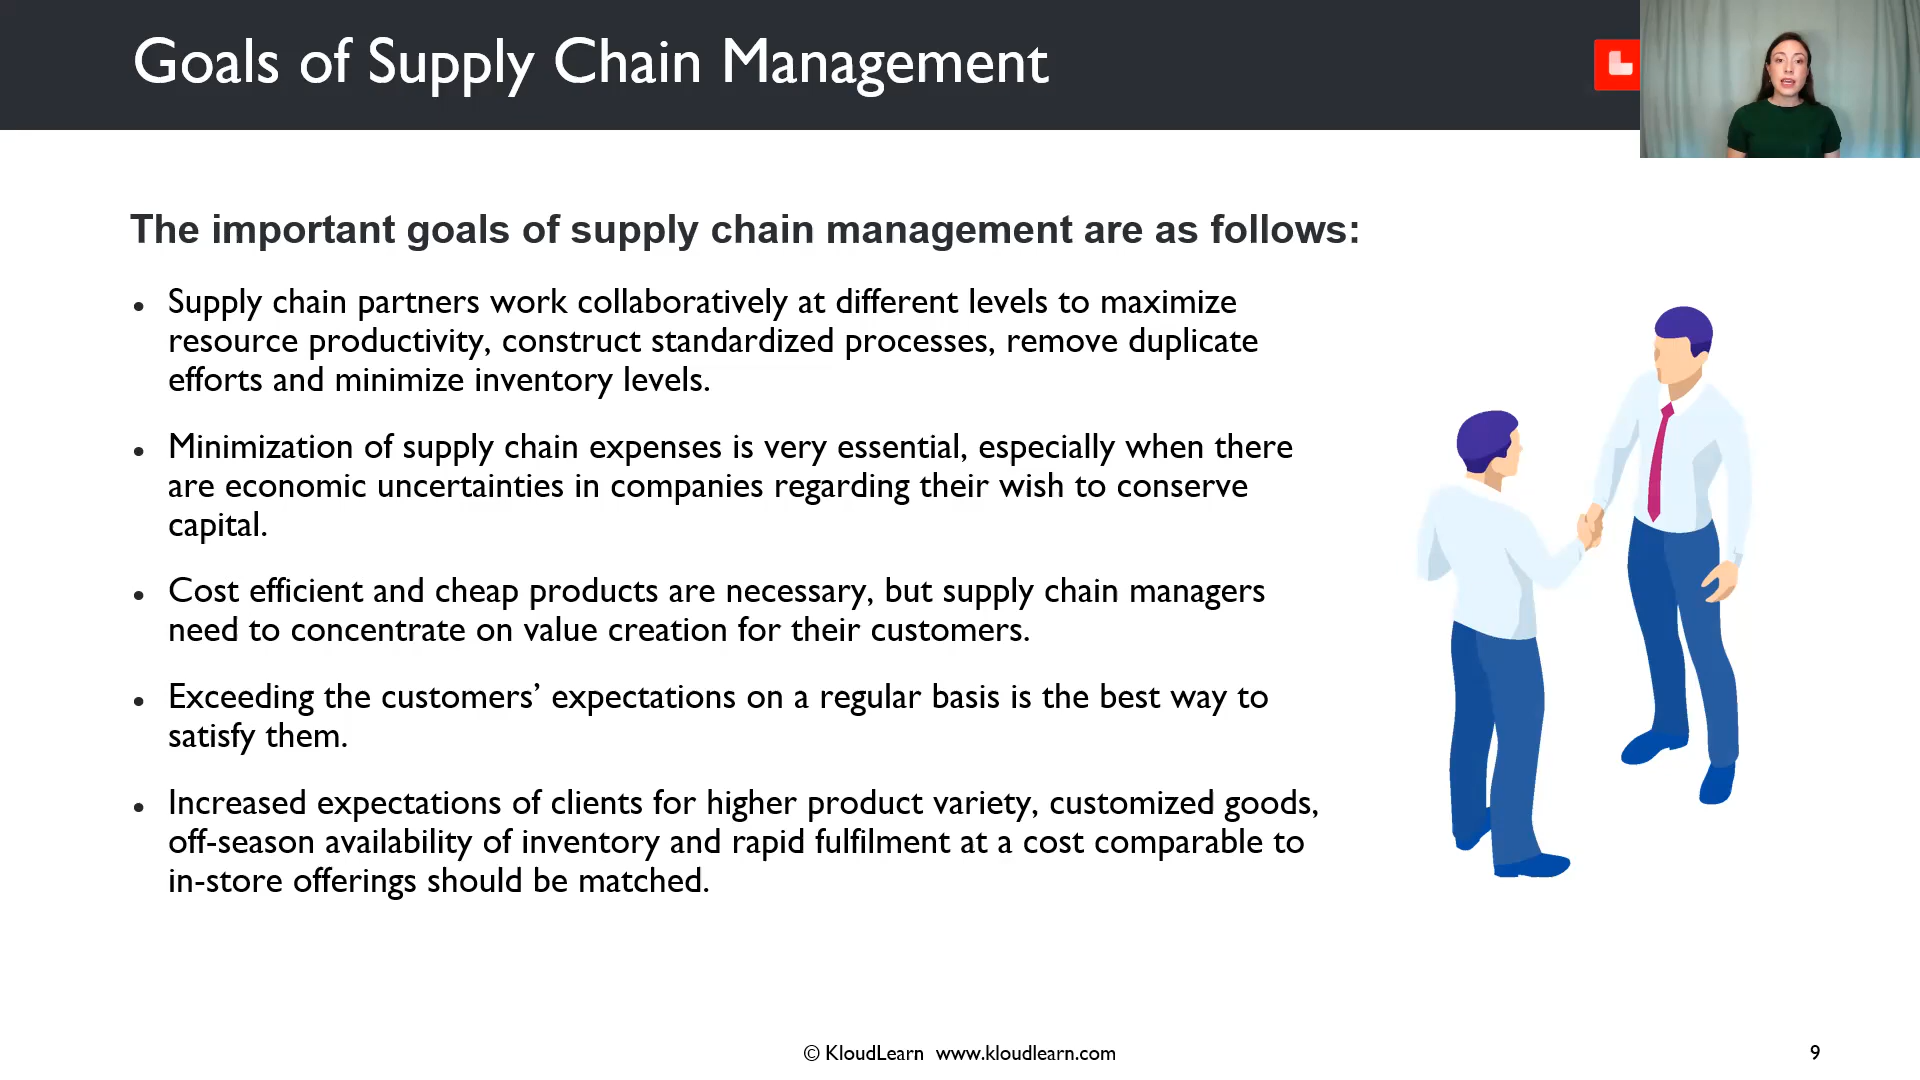 Goals of Supply Chain Management
The important goals of supply chain management are as follows:
• Supply chain partners work collaboratively at different levels to maximize
resource productivity, construct standardized processes, remove duplicate
efforts and minimize inventory levels.
• Minimization of supply chain expenses is very essential, especially when there
are economic uncertainties in companies regarding their wish to conserve
capital.
• Cost efficient and cheap products are necessary, but supply chain managers
need to concentrate on value creation for their customers.
• Exceeding the customers’ expectations on a regular basis is the best way to
satisfy them.
• Increased expectations of clients for higher product variety, customized goods,
off-season availability of inventory and rapid fulfilment at a cost comparable to
in-store offerings should be matched.
© KloudLearn www.kloudlearn.com
9